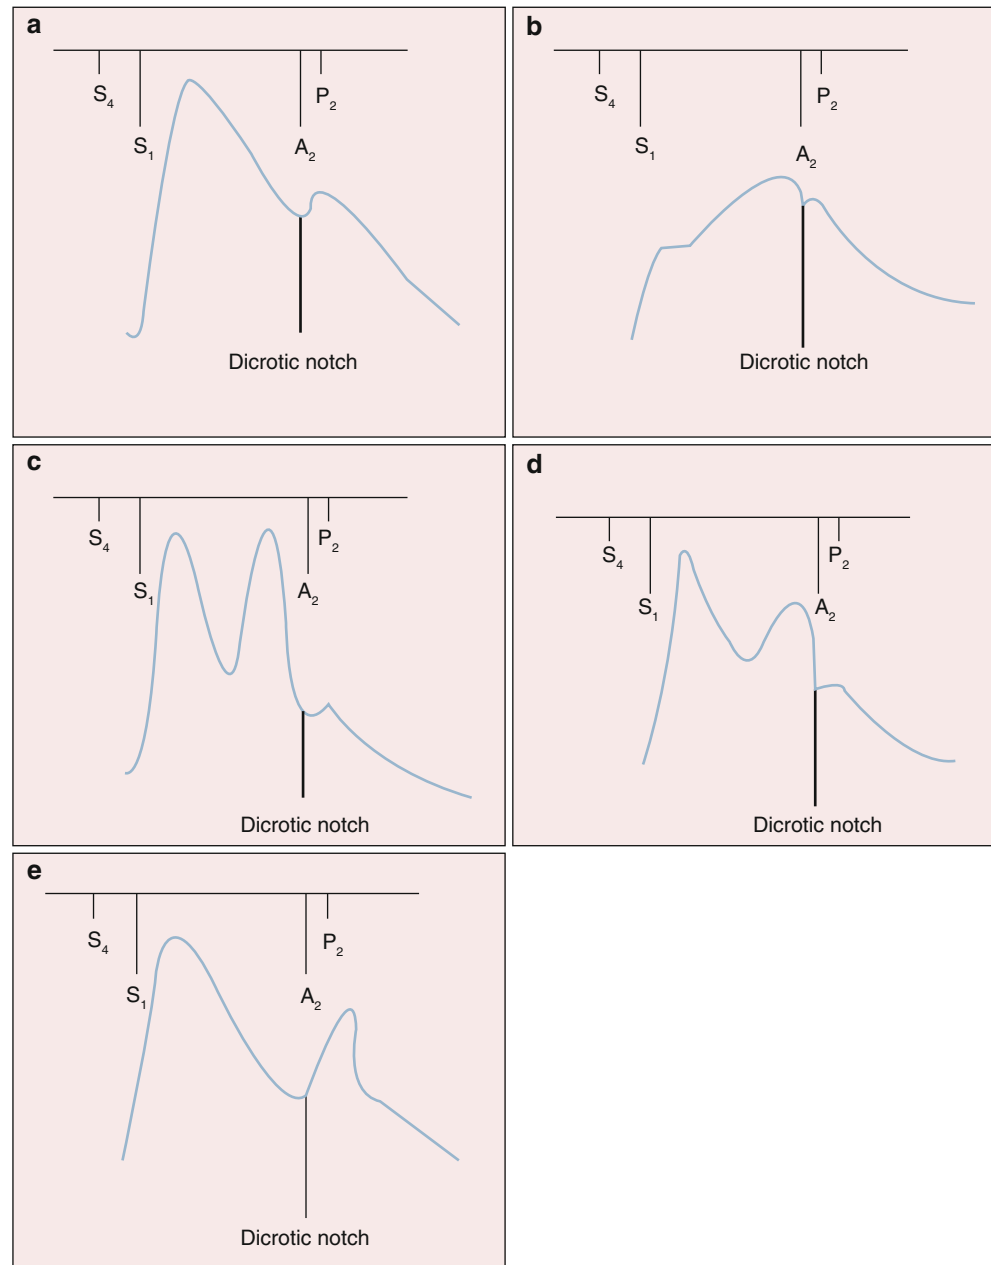 a
S4
P2
S1
A2
Dicrotic notch
b
S4
P2
S1
A2
Dicrotic notch
c
S4
P2
S1
A2
Dicrotic notch
d
S4
P2
S1
A2
Dicrotic notch
e
S4
P2
S1
A2
Dicrotic notch